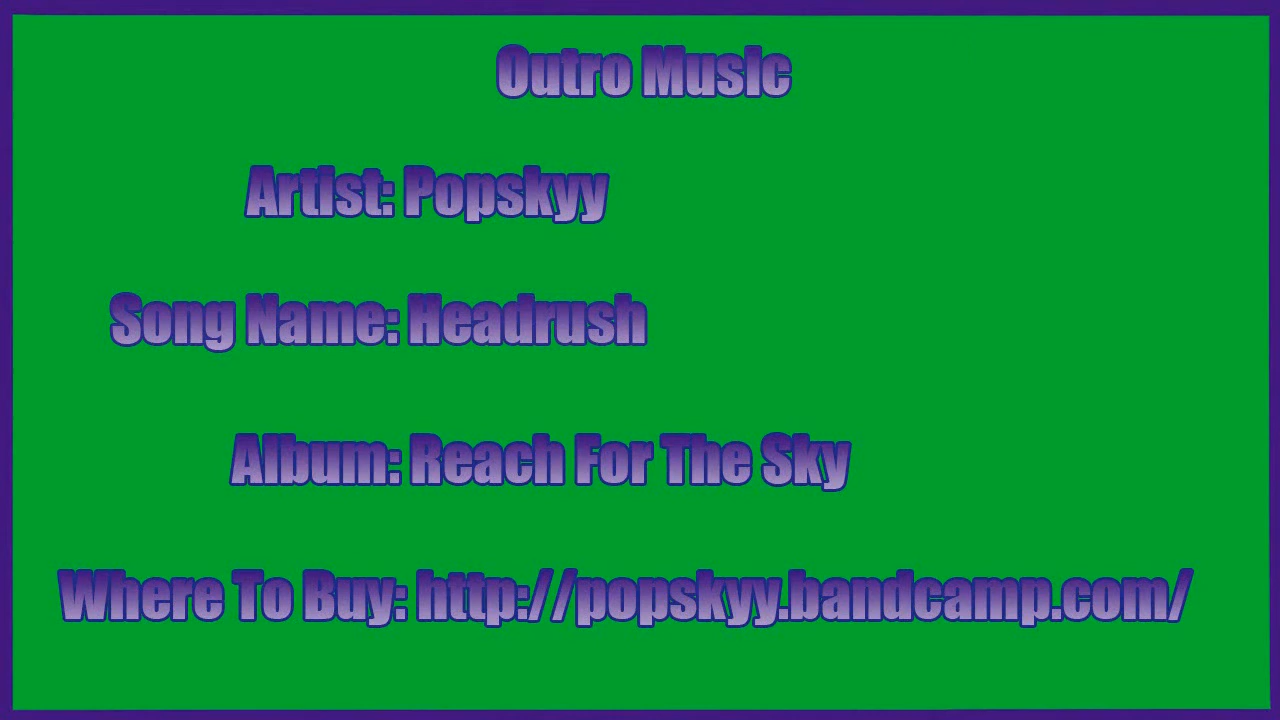 Outro Music
Artist: Popskyy
Song Name: Headrush
Album: Reach For The Sky
Where To Buy: http://popskyy.bandcamp.com/